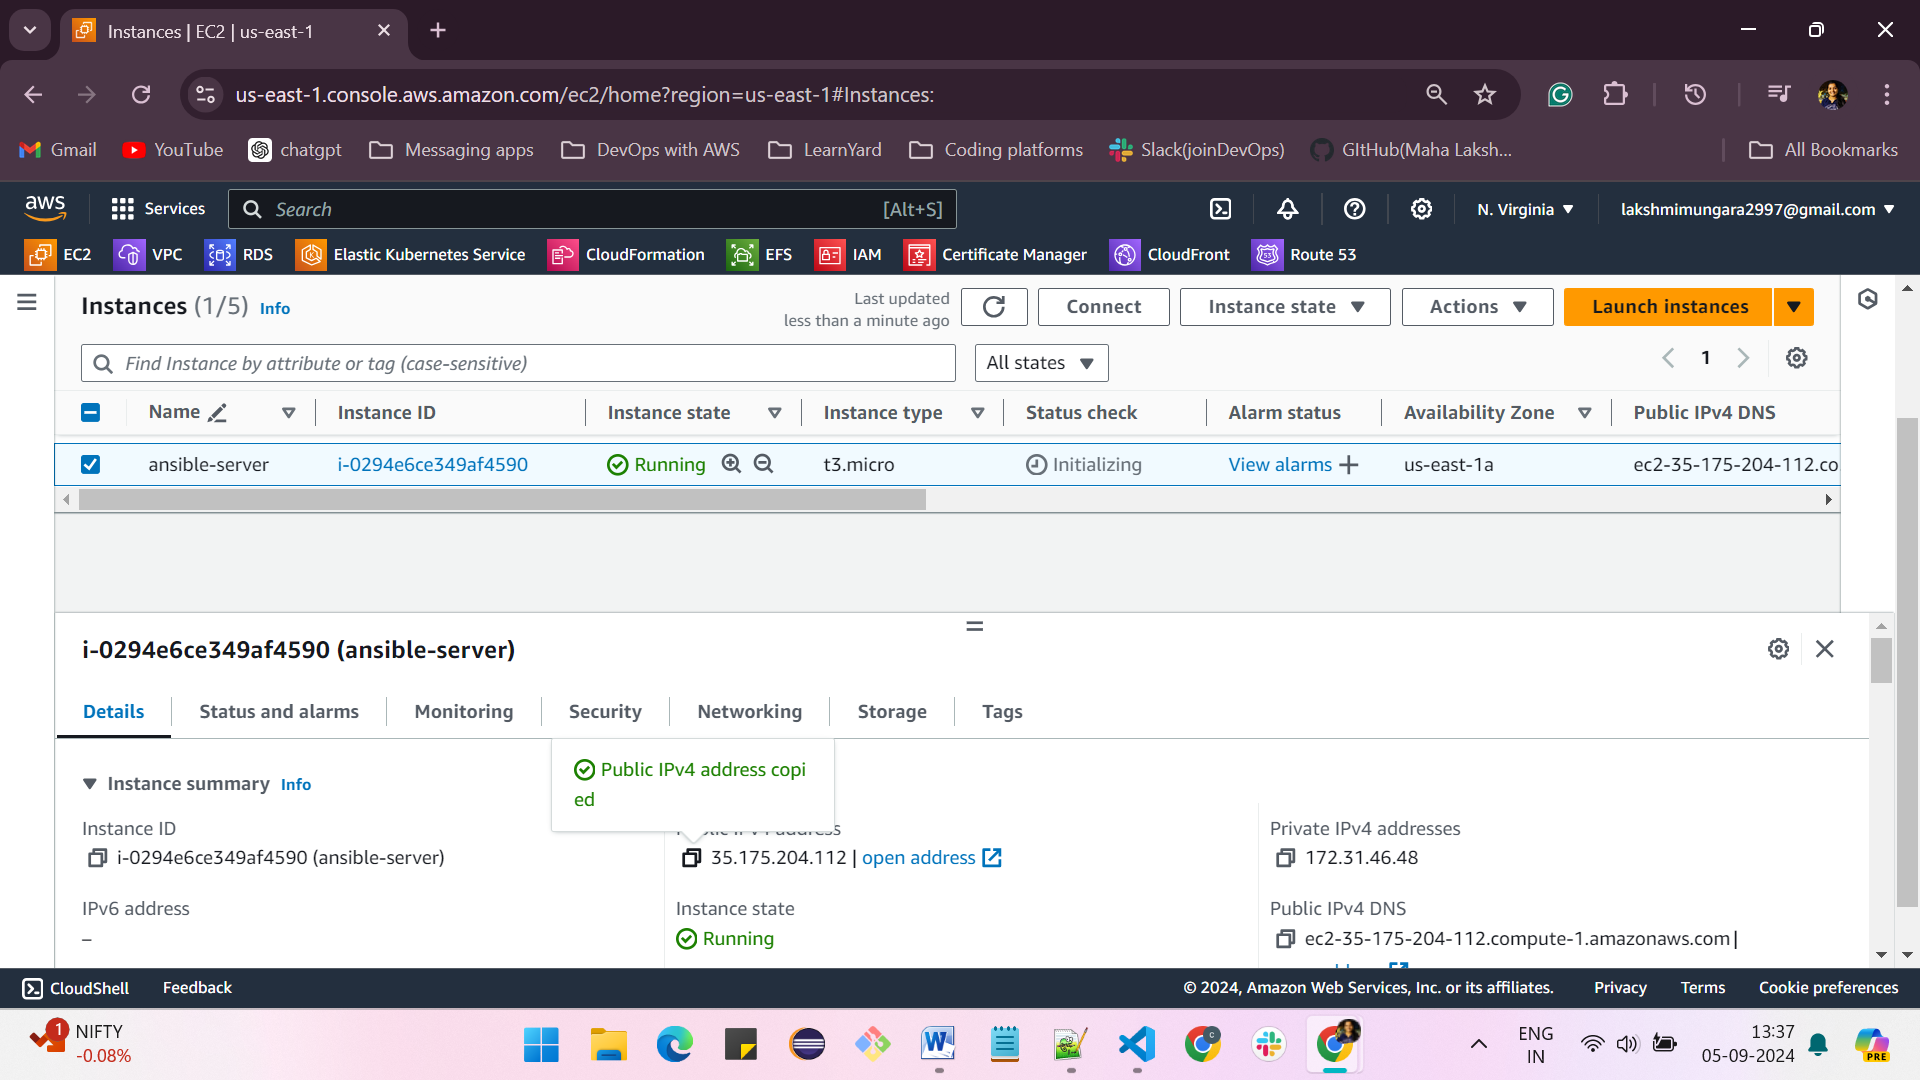 Instances | EC2 | us-east-1
us-east-1.console.aws.amazon.com/ec2/home?region=us-east-1#Instances:
Gmail YouTube chatgpt Messaging apps DevOps with AWS LearnYard Coding platforms Slack(joinDevOps) GItHub(Maha Laksh... All Bookmarks
aws Services Search [Alt+S] N. Virginia lakshmimungara2997@gmail.com
EC2 VPC RDS Elastic Kubernetes Service CloudFormation EFS IAM Certificate Manager CloudFront Route 53
Instances (1/5) Info Last updated less than a minute ago Connect Instance state Actions Launch instances
Find Instance by attribute or tag (case-sensitive) All states 1
Name Instance ID Instance state Instance type Status check Alarm status Availability Zone Public IPv4 DNS
ansible-server i-0294e6ce349af4590 Running t3.micro Initializing View alarms us-east-1a ec2-35-175-204-112.co
i-0294e6ce349af4590 (ansible-server)
Details Status and alarms Monitoring Security Networking Storage Tags
Public IPv4 address copi
ed
Instance summary Info
Instance ID Private IPv4 addresses
i-0294e6ce349af4590 (ansible-server) 35.175.204.112 | open address 172.31.46.48
IPv6 address Instance state Public IPv4 DNS
– Running ec2-35-175-204-112.compute-1.amazonaws.com |
CloudShell Feedback © 2024, Amazon Web Services, Inc. or its affiliates. Privacy Terms Cookie preferences
1 NIFTY ENG 13:37
-0.08% IN 05-09-2024 PRE